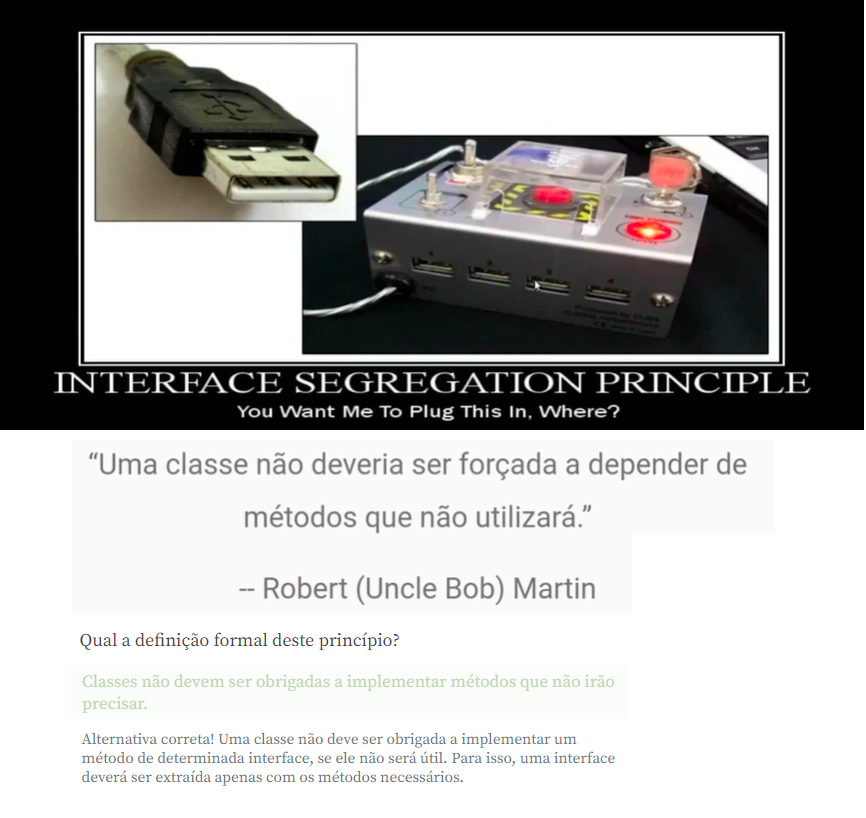 INTERFACE SEGREGATION PRINCIPLE
You Want Me To Plug This In, Where?
“Uma classe não deveria ser forçada a depender de
métodos que não utilizará.”
-- Robert (Uncle Bob) Martin
Qual a definição formal deste princípio?
Classes não devem ser obrigadas a implementar métodos que não irão
precisar.
Alternativa correta! Uma classe não deve ser obrigada a implementar um
método de determinada interface, se ele não será útil. Para isso, uma interface
deverá ser extraída apenas com os métodos necessários.